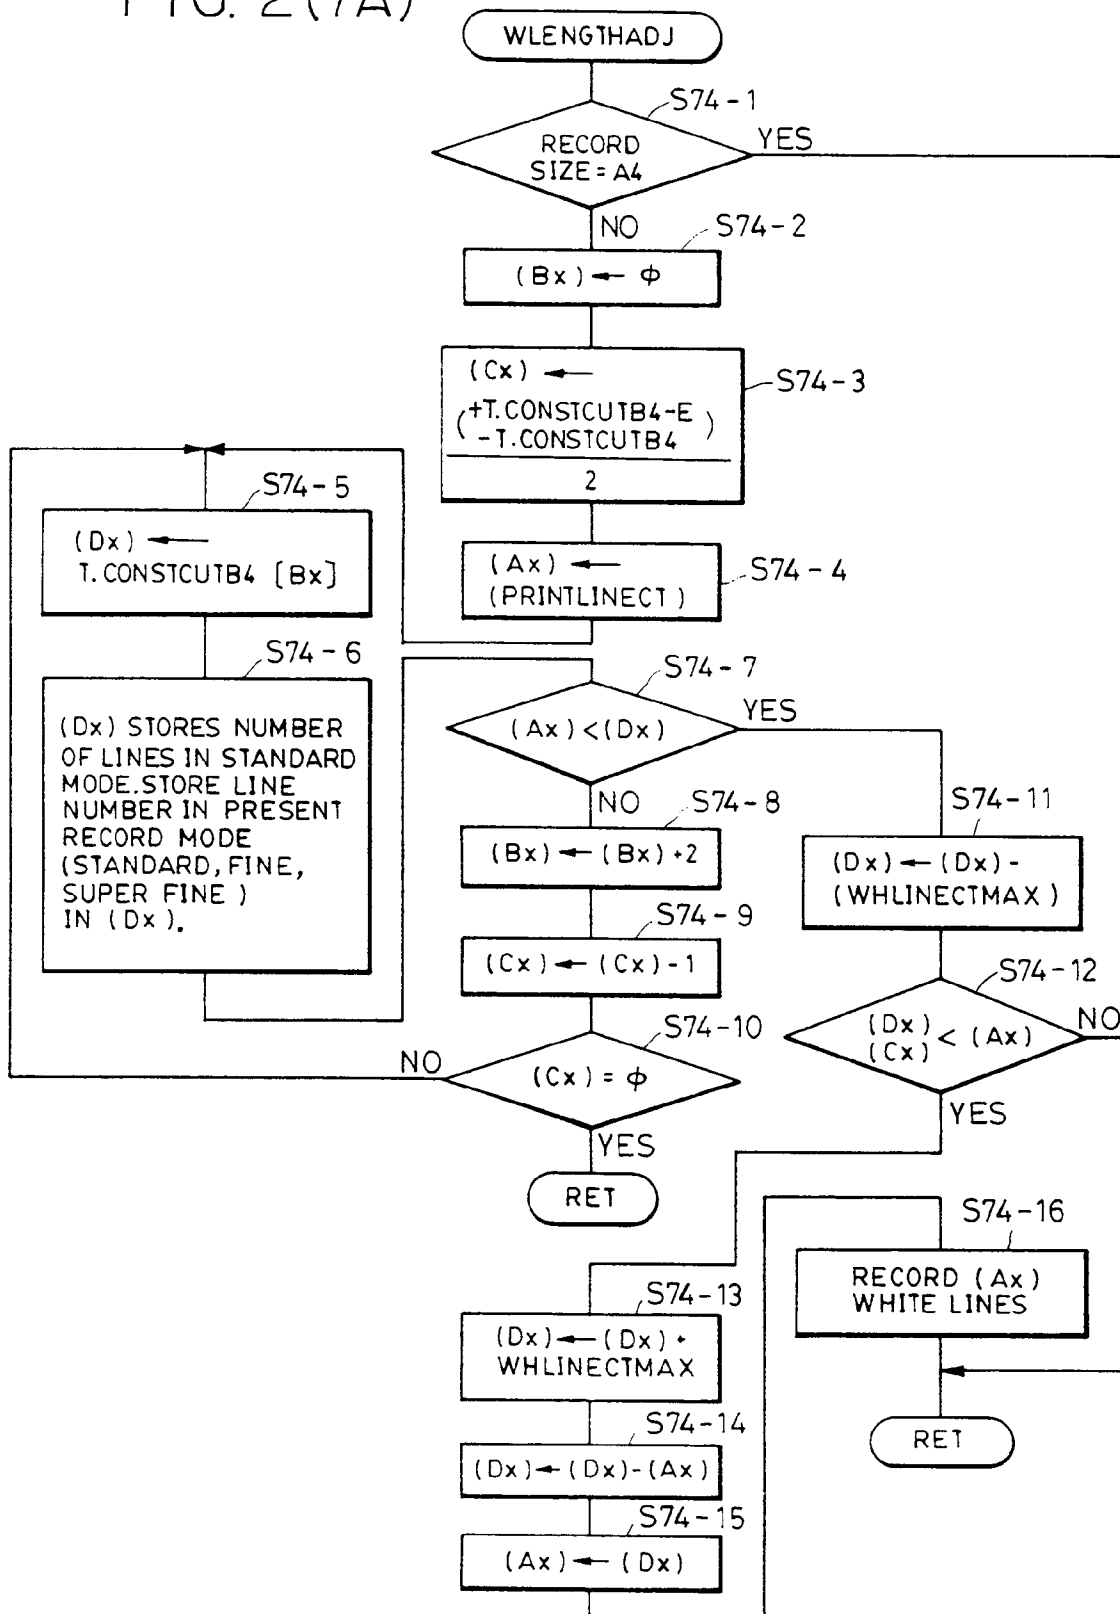 FIG. 2(7A)
WLENGTHADJ
S74-1
RECORD
SIZE=A4
YES
NO
S74-2
(Bx) ← ϕ
S74-3
(Cx) ←
(+T.CONSTCUTB4-E
-T.CONSTCUTB4)
2
S74-4
(Ax) ←
(PRINTLINECT)
S74-5
(Dx) ←
T.CONSTCUTB4 [Bx]
S74-6
(Dx) STORES NUMBER
OF LINES IN STANDARD
MODE.STORE LINE
NUMBER IN PRESENT
RECORD MODE
(STANDARD, FINE,
SUPER FINE)
IN (Dx).
S74-7
(Ax)<(Dx)
YES
NO
S74-8
(Bx)←(Bx)+2
S74-9
(Cx)←(Cx)-1
S74-10
(Cx)=ϕ
NO
YES
RET
S74-11
(Dx)←(Dx)-
(WHLINECTMAX)
S74-12
(Dx)
(Cx) < (Ax)
NO
YES
S74-13
(Dx)←(Dx)+
WHLINECTMAX
S74-14
(Dx)←(Dx)-(Ax)
S74-15
(Ax)←(Dx)
S74-16
RECORD (Ax)
WHITE LINES
RET